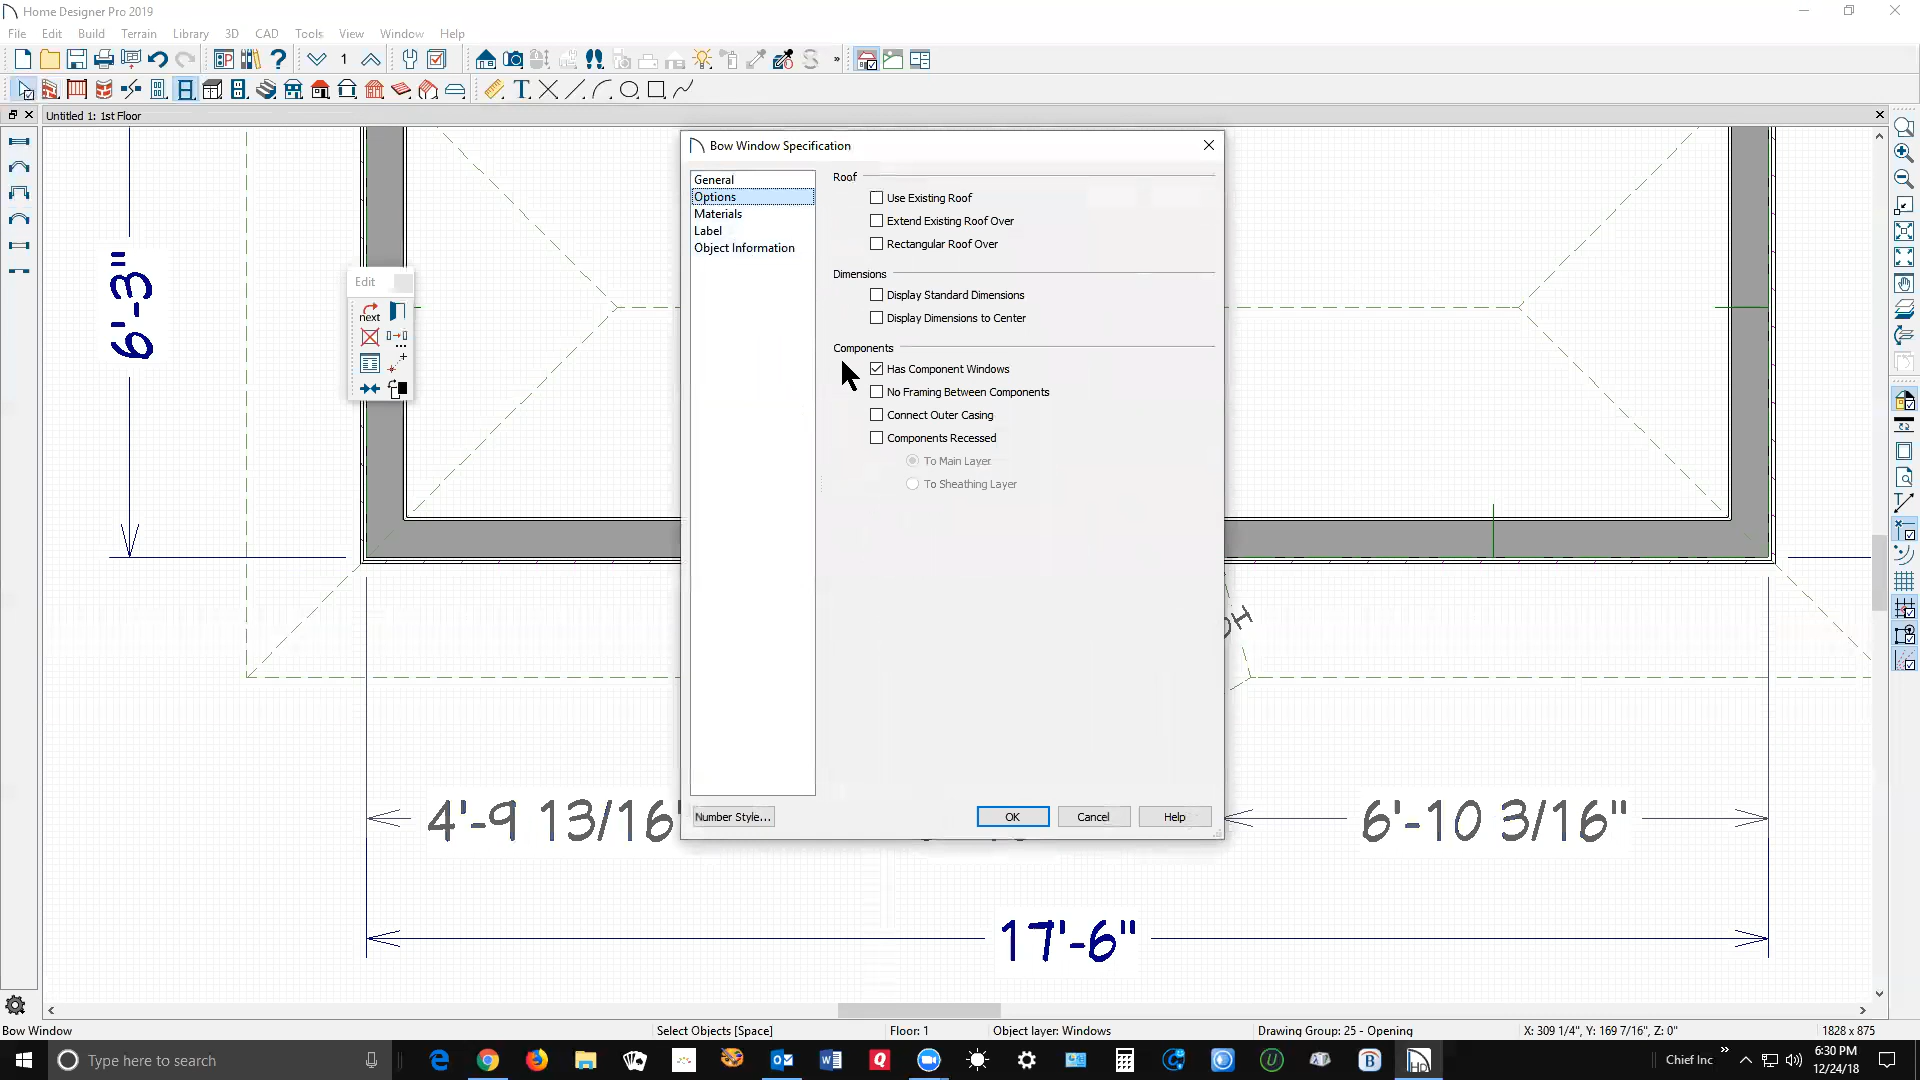 Home Designer Pro 2019
File Edit Build Terrain Library 3D CAD Tools View Window Help
1
Untitled 1: 1st Floor
Bow Window Specification
General
Options
Materials
Label
Object Information
Roof
Use Existing Roof
Extend Existing Roof Over
Rectangular Roof Over
Dimensions
Display Standard Dimensions
Display Dimensions to Center
Components
Has Component Windows
No Framing Between Components
Connect Outer Casing
Components Recessed
To Main Layer
To Sheathing Layer
Number Style...
OK
Cancel
Help
Edit
next
6'-3"
4'-9 13/16"
6'-10 3/16"
17'-6"
Bow Window
Select Objects [Space]
Floor: 1
Object layer: Windows
Drawing Group: 25 - Opening
X: 309 1/4", Y: 169 7/16", Z: 0"
1828 x 875
Type here to search
Chief Inc
6:30 PM
12/24/18